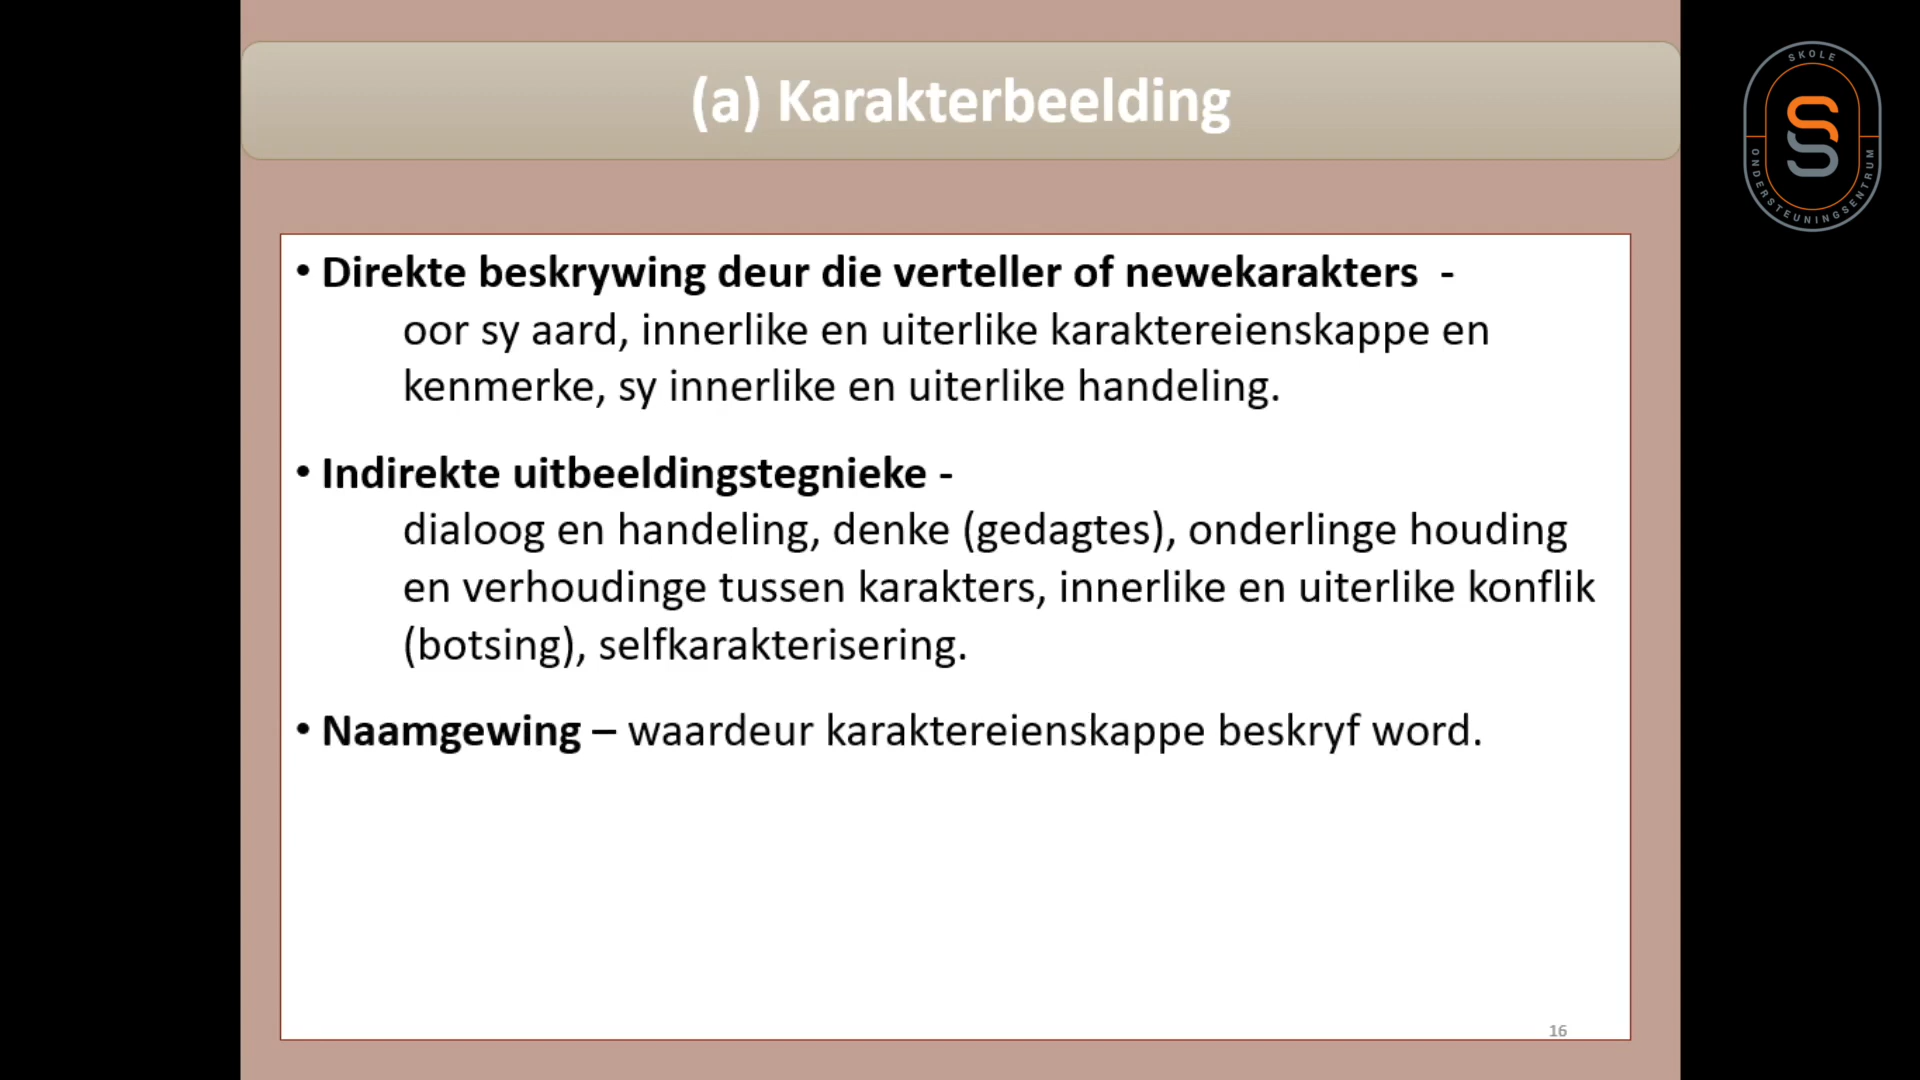 (a) Karakterbeelding
SKOLE
ONDERSTEUNINGSENTRUM
• Direkte beskrywing deur die verteller of newekarakters -
oor sy aard, innerlike en uiterlike karaktereienskappe en
kenmerke, sy innerlike en uiterlike handeling.
• Indirekte uitbeeldingstegnieke -
dialoog en handeling, denke (gedagtes), onderlinge houding
en verhoudinge tussen karakters, innerlike en uiterlike konflik
(botsing), selfkarakterisering.
• Naamgewing – waardeur karaktereienskappe beskryf word.
16